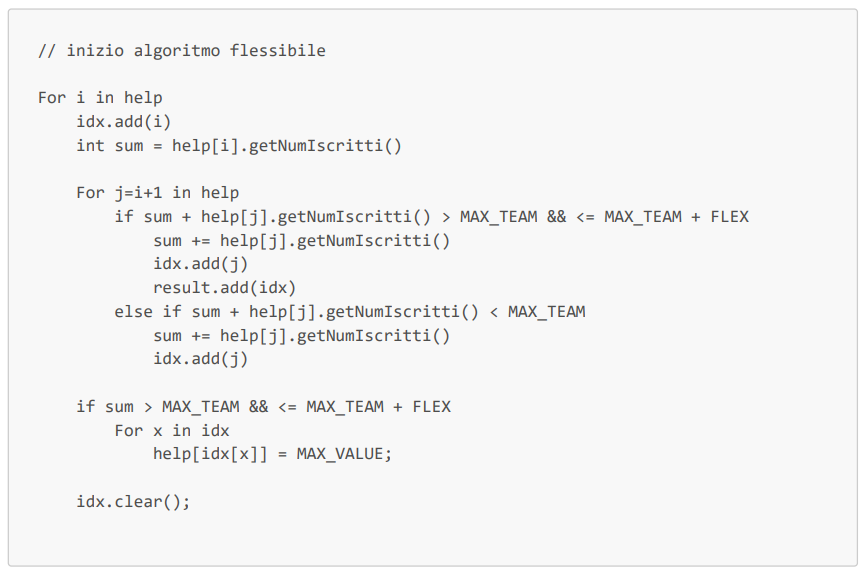 // inizio algoritmo flessibile
For i in help
idx.add(i)
int sum = help[i].getNumIscritti()
For j=i+1 in help
if sum + help[j].getNumIscritti() > MAX_TEAM && <= MAX_TEAM + FLEX
sum += help[j].getNumIscritti()
idx.add(j)
result.add(idx)
else if sum + help[j].getNumIscritti() < MAX_TEAM
sum += help[j].getNumIscritti()
idx.add(j)
if sum > MAX_TEAM && <= MAX_TEAM + FLEX
For x in idx
help[idx[x]] = MAX_VALUE;
idx.clear();